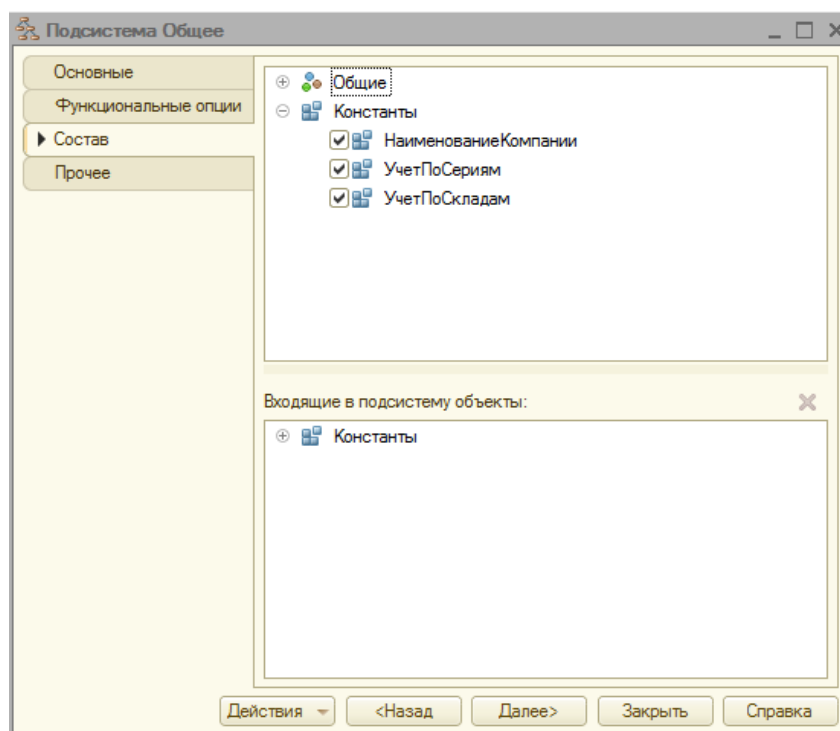 Подсистема Общее
Основные
Функциональные опции
Состав
Прочее
Общие
Константы
НаименованиеКомпании
УчетПоСериям
УчетПоСкладам
Входящие в подсистему объекты:
Константы
Действия <Назад Далее> Закрыть Справка